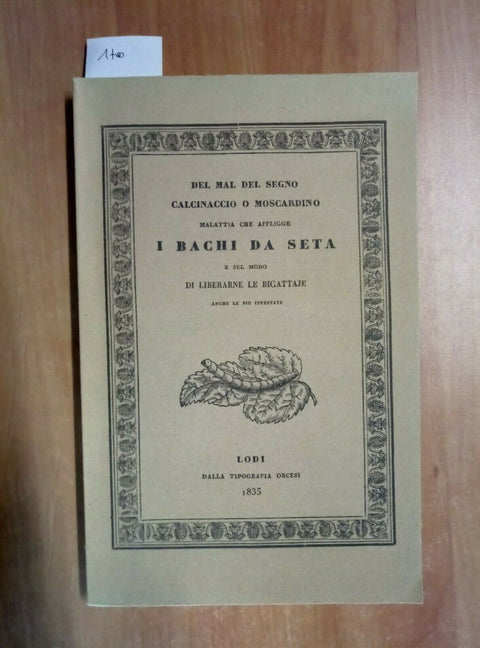 DEL MAL DEL SEGNO
CALCINACCIO O MOSCARDINO
MALATTIA CHE AFFLIGGE
I BACHI DA SETA
E SUL MODO
DI LIBERARNE LE BIGATTAJE
ANCHE LE PIU INFESTATE
LODI
DALLA TIPOGRAFIA ORCESI
1835